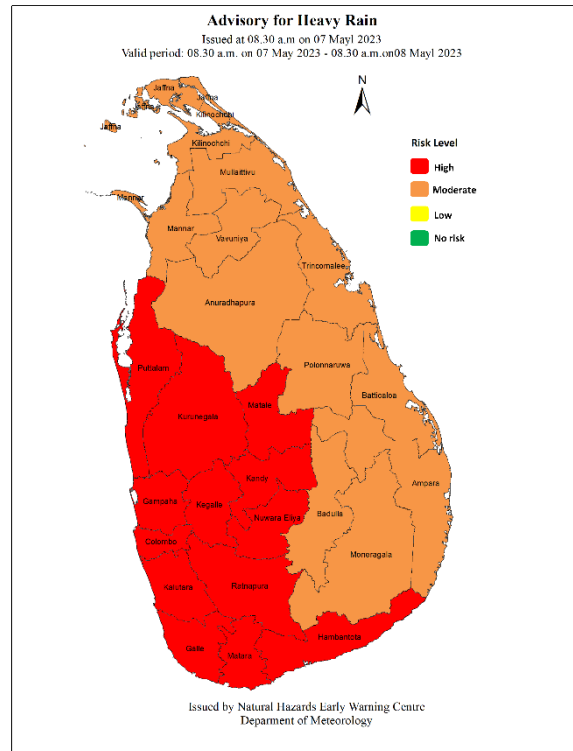 Advisory for Heavy Rain
Issued at 08.30 a.m on 07 Mayl 2023
Valid period: 08.30 a.m. on 07 May 2023 - 08.30 a.m.on08 Mayl 2023
N
Jaffna
Jaffna
Jaffna
Kilinochchi
Jaffna
Kilinochchi
Risk Level
High
Moderate
Low
No risk
Mullaittivu
Mannar
Mannar
Vavuniya
Trincomalee
Anuradhapura
Polonnaruwa
Puttalam
Batticaloa
Matale
Kurunegala
Kandy
Ampara
Gampaha
Kegalle
Nuwara Eliya
Badulla
Colombo
Moneragala
Kalutara
Ratnapura
Hambantota
Galle
Matara
Issued by Natural Hazards Early Warning Centre
Deparment of Meteorology